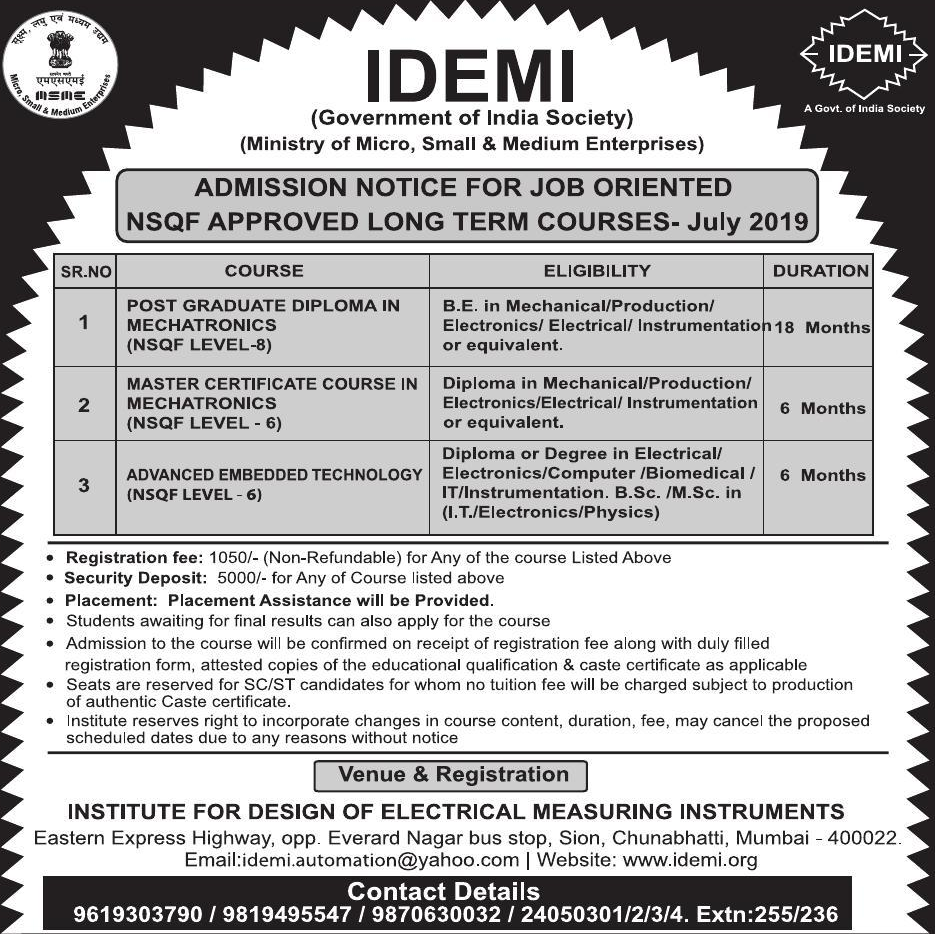 सूक्ष्म, लघु एवं मध्यम उद्यम
एमएसएमई
MSME
Micro, Small & Medium Enterprises
IDEMI
A Govt. of India Society
IDEMI
(Government of India Society)
(Ministry of Micro, Small & Medium Enterprises)
ADMISSION NOTICE FOR JOB ORIENTED
NSQF APPROVED LONG TERM COURSES- July 2019
SR.NO COURSE ELIGIBILITY DURATION
1 POST GRADUATE DIPLOMA IN MECHATRONICS (NSQF LEVEL-8) B.E. in Mechanical/Production/ Electronics/ Electrical/ Instrumentation or equivalent. 18 Months
2 MASTER CERTIFICATE COURSE IN MECHATRONICS (NSQF LEVEL - 6) Diploma in Mechanical/Production/ Electronics/Electrical/ Instrumentation or equivalent. 6 Months
3 ADVANCED EMBEDDED TECHNOLOGY (NSQF LEVEL - 6) Diploma or Degree in Electrical/ Electronics/Computer /Biomedical / IT/Instrumentation. B.Sc. /M.Sc. in (I.T./Electronics/Physics) 6 Months
• Registration fee: 1050/- (Non-Refundable) for Any of the course Listed Above
• Security Deposit: 5000/- for Any of Course listed above
• Placement: Placement Assistance will be Provided.
• Students awaiting for final results can also apply for the course
• Admission to the course will be confirmed on receipt of registration fee along with duly filled
registration form, attested copies of the educational qualification & caste certificate as applicable
• Seats are reserved for SC/ST candidates for whom no tuition fee will be charged subject to production
of authentic Caste certificate.
• Institute reserves right to incorporate changes in course content, duration, fee, may cancel the proposed
scheduled dates due to any reasons without notice
Venue & Registration
INSTITUTE FOR DESIGN OF ELECTRICAL MEASURING INSTRUMENTS
Eastern Express Highway, opp. Everard Nagar bus stop, Sion, Chunabhatti, Mumbai - 400022.
Email:idemi.automation@yahoo.com | Website: www.idemi.org
Contact Details
9619303790 / 9819495547 / 9870630032 / 24050301/2/3/4. Extn:255/236